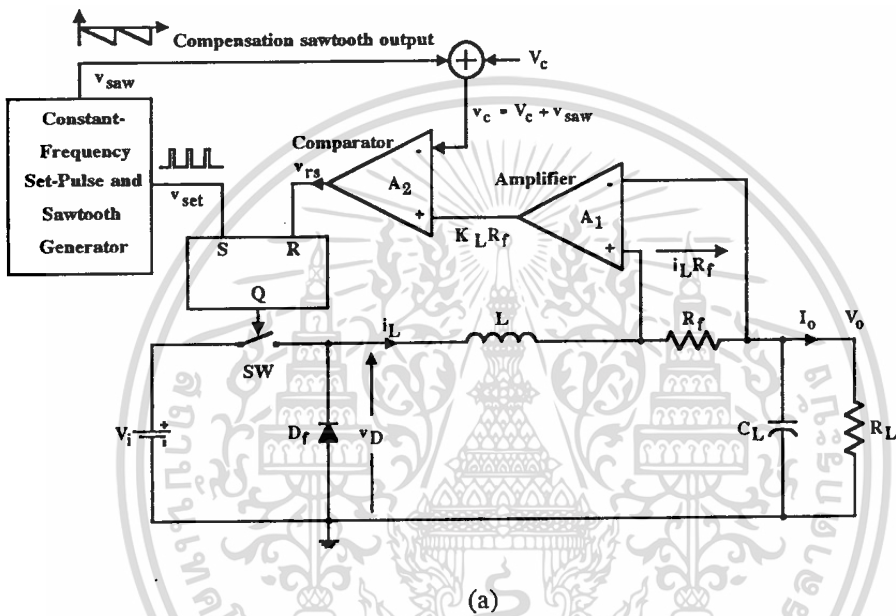 Compensation sawtooth output
v_saw
V_c
v_c = V_c + v_saw
Constant-
Frequency
Set-Pulse and
Sawtooth
Generator
v_set
Comparator
v_rs
A_2
-
+
Amplifier
A_1
-
+
K_L R_f
i_L R_f
S
R
Q
SW
i_L
L
R_f
I_o
V_o
V_i
+
-
D_f
v_D
C_L
R_L
(a)